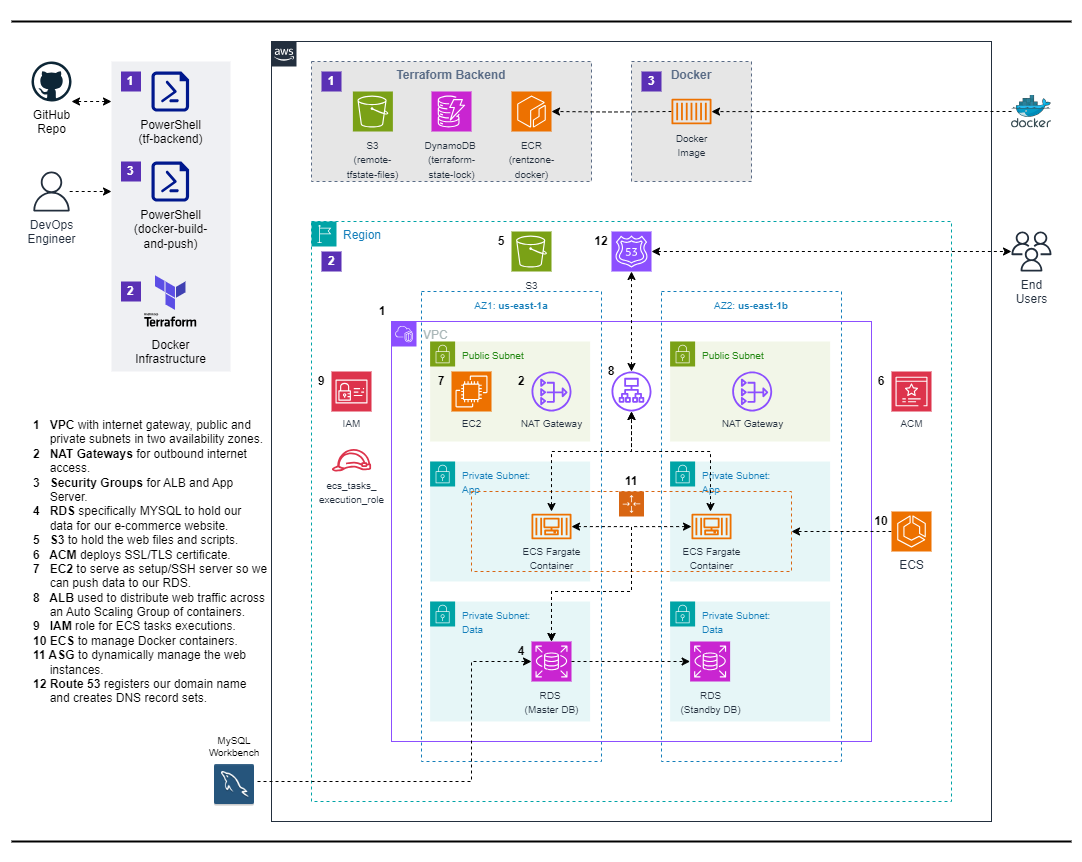 aws
GitHub
Repo
DevOps
Engineer
1
PowerShell
(tf-backend)
3
PowerShell
(docker-build-
and-push)
2
Terraform
Docker
Infrastructure
1
Terraform Backend
S3
(remote-
tfstate-files)
DynamoDB
(terraform-
state-lock)
ECR
(rentzone-
docker)
3
Docker
Docker
Image
docker
Region
2
5
S3
12
53
End
Users
AZ1: us-east-1a
AZ2: us-east-1b
1
VPC
Public Subnet
7
EC2
2
NAT Gateway
8
Public Subnet
NAT Gateway
9
IAM
ecs_tasks_
execution_role
6
ACM
Private Subnet:
App
11
Private Subnet:
App
ECS Fargate
Container
ECS Fargate
Container
10
ECS
Private Subnet:
Data
Private Subnet:
Data
4
RDS
(Master DB)
RDS
(Standby DB)
1 VPC with internet gateway, public and
private subnets in two availability zones.
2 NAT Gateways for outbound internet
access.
3 Security Groups for ALB and App
Server.
4 RDS specifically MYSQL to hold our
data for our e-commerce website.
5 S3 to hold the web files and scripts.
6 ACM deploys SSL/TLS certificate.
7 EC2 to serve as setup/SSH server so we
can push data to our RDS.
8 ALB used to distribute web traffic across
an Auto Scaling Group of containers.
9 IAM role for ECS tasks executions.
10 ECS to manage Docker containers.
11 ASG to dynamically manage the web
instances.
12 Route 53 registers our domain name
and creates DNS record sets.
MySQL
Workbench